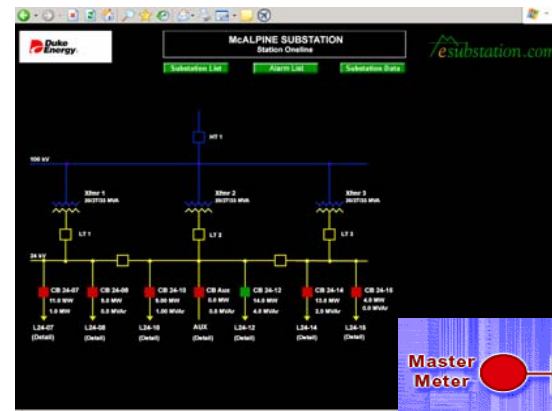 Duke
Energy
McALPINE SUBSTATION
Station Oneline
esubstation.com
Substation List
Alarm List
Substation Data
HT 1
100 kV
Xfmr 1
20/27/33 MVA
Xfmr 2
20/27/33 MVA
Xfmr 3
20/27/33 MVA
LT 1
LT 2
LT 3
24 kV
CB 24-07
11.0 MW
1.0 MW
CB 24-08
5.0 MW
0.0 MVAr
CB 24-10
5.00 MW
1.00 MVAr
CB Aux
0.0 MW
0.0 MVAr
CB 24-12
14.0 MW
4.0 MVAr
CB 24-14
13.0 MW
2.0 MVAr
CB 24-15
4.0 MW
0.0 MVAr
L24-07
(Detail)
L24-08
(Detail)
L24-10
(Detail)
AUX
(Detail)
L24-12
(Detail)
L24-14
(Detail)
L24-15
(Detail)
Master
Meter